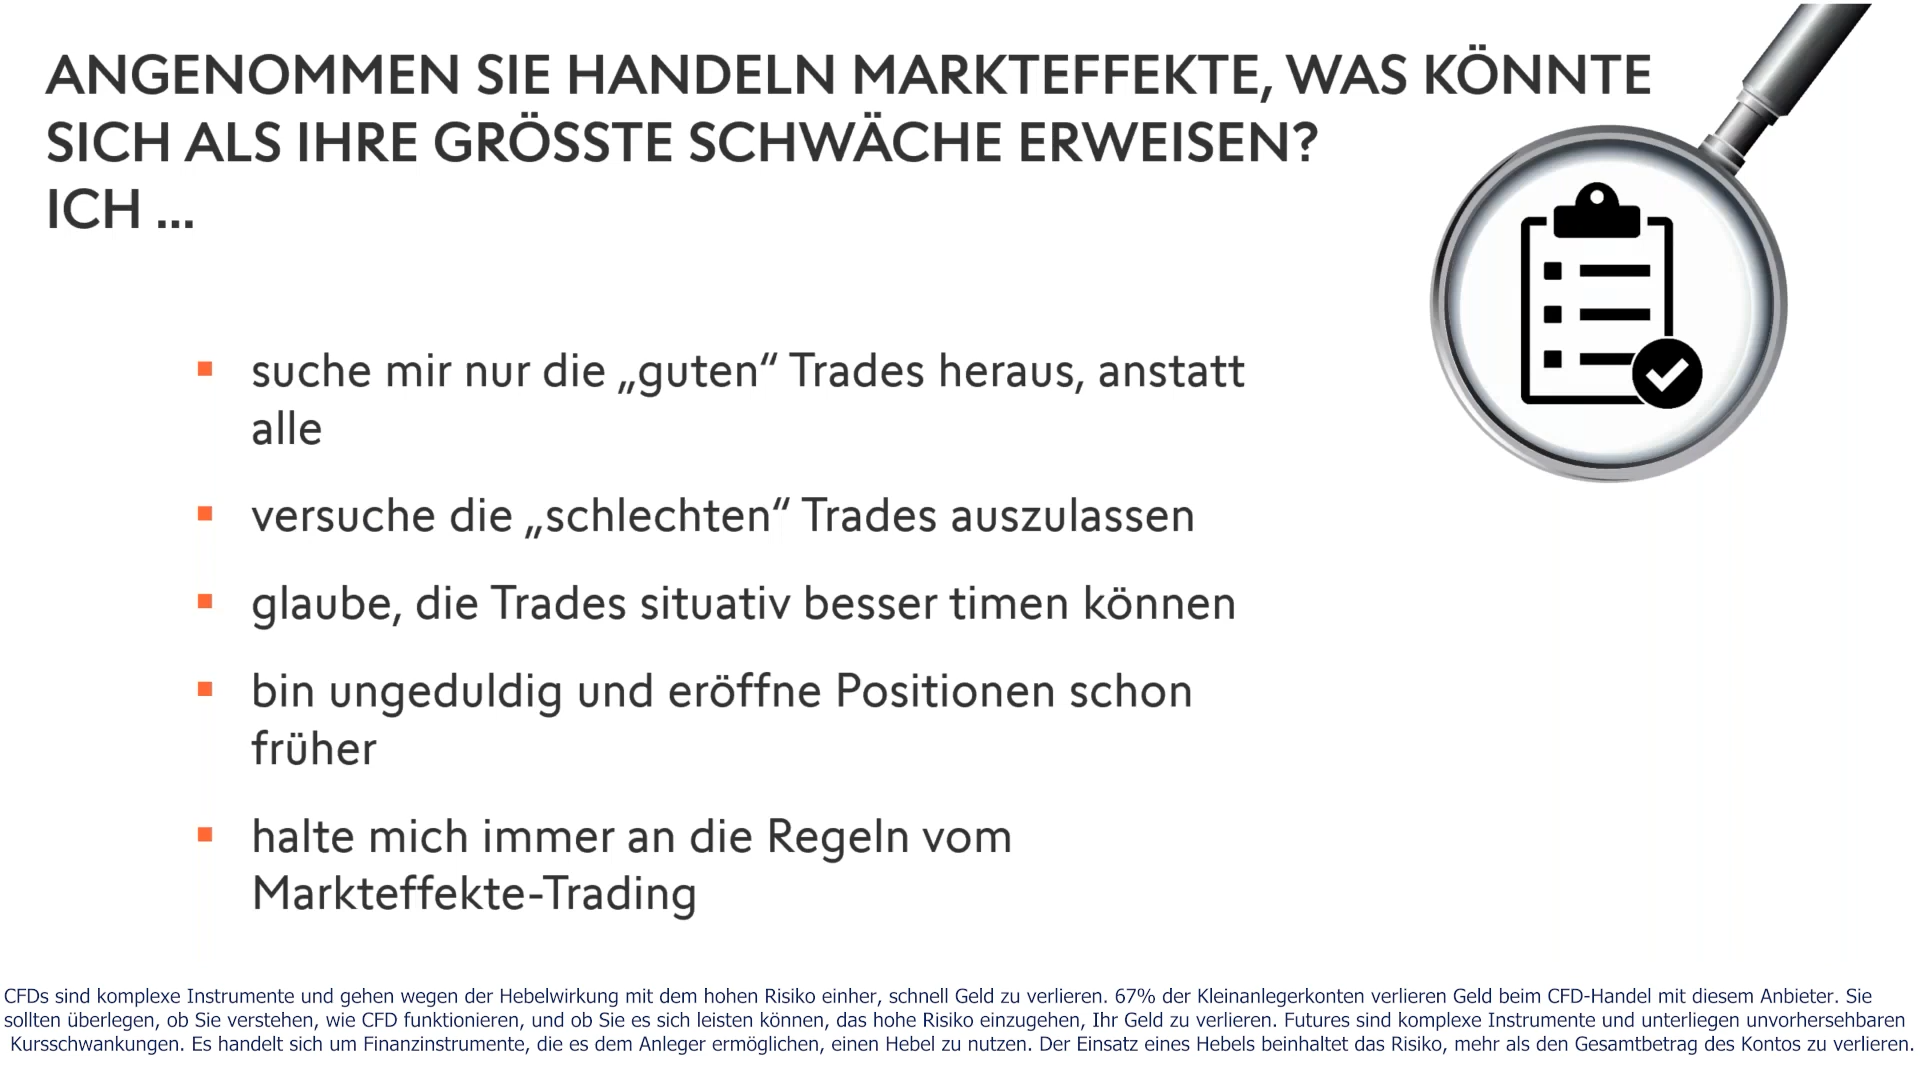 ANGENOMMEN SIE HANDELN MARKTEFFEKTE, WAS KÖNNTE
SICH ALS IHRE GRÖSSTE SCHWÄCHE ERWEISEN?
ICH ...
▪ suche mir nur die „guten“ Trades heraus, anstatt
alle
▪ versuche die „schlechten“ Trades auszulassen
▪ glaube, die Trades situativ besser timen können
▪ bin ungeduldig und eröffne Positionen schon
früher
▪ halte mich immer an die Regeln vom
Markteffekte-Trading
CFDs sind komplexe Instrumente und gehen wegen der Hebelwirkung mit dem hohen Risiko einher, schnell Geld zu verlieren. 67% der Kleinanlegerkonten verlieren Geld beim CFD-Handel mit diesem Anbieter. Sie
sollten überlegen, ob Sie verstehen, wie CFD funktionieren, und ob Sie es sich leisten können, das hohe Risiko einzugehen, Ihr Geld zu verlieren. Futures sind komplexe Instrumente und unterliegen unvorhersehbaren
Kursschwankungen. Es handelt sich um Finanzinstrumente, die es dem Anleger ermöglichen, einen Hebel zu nutzen. Der Einsatz eines Hebels beinhaltet das Risiko, mehr als den Gesamtbetrag des Kontos zu verlieren.